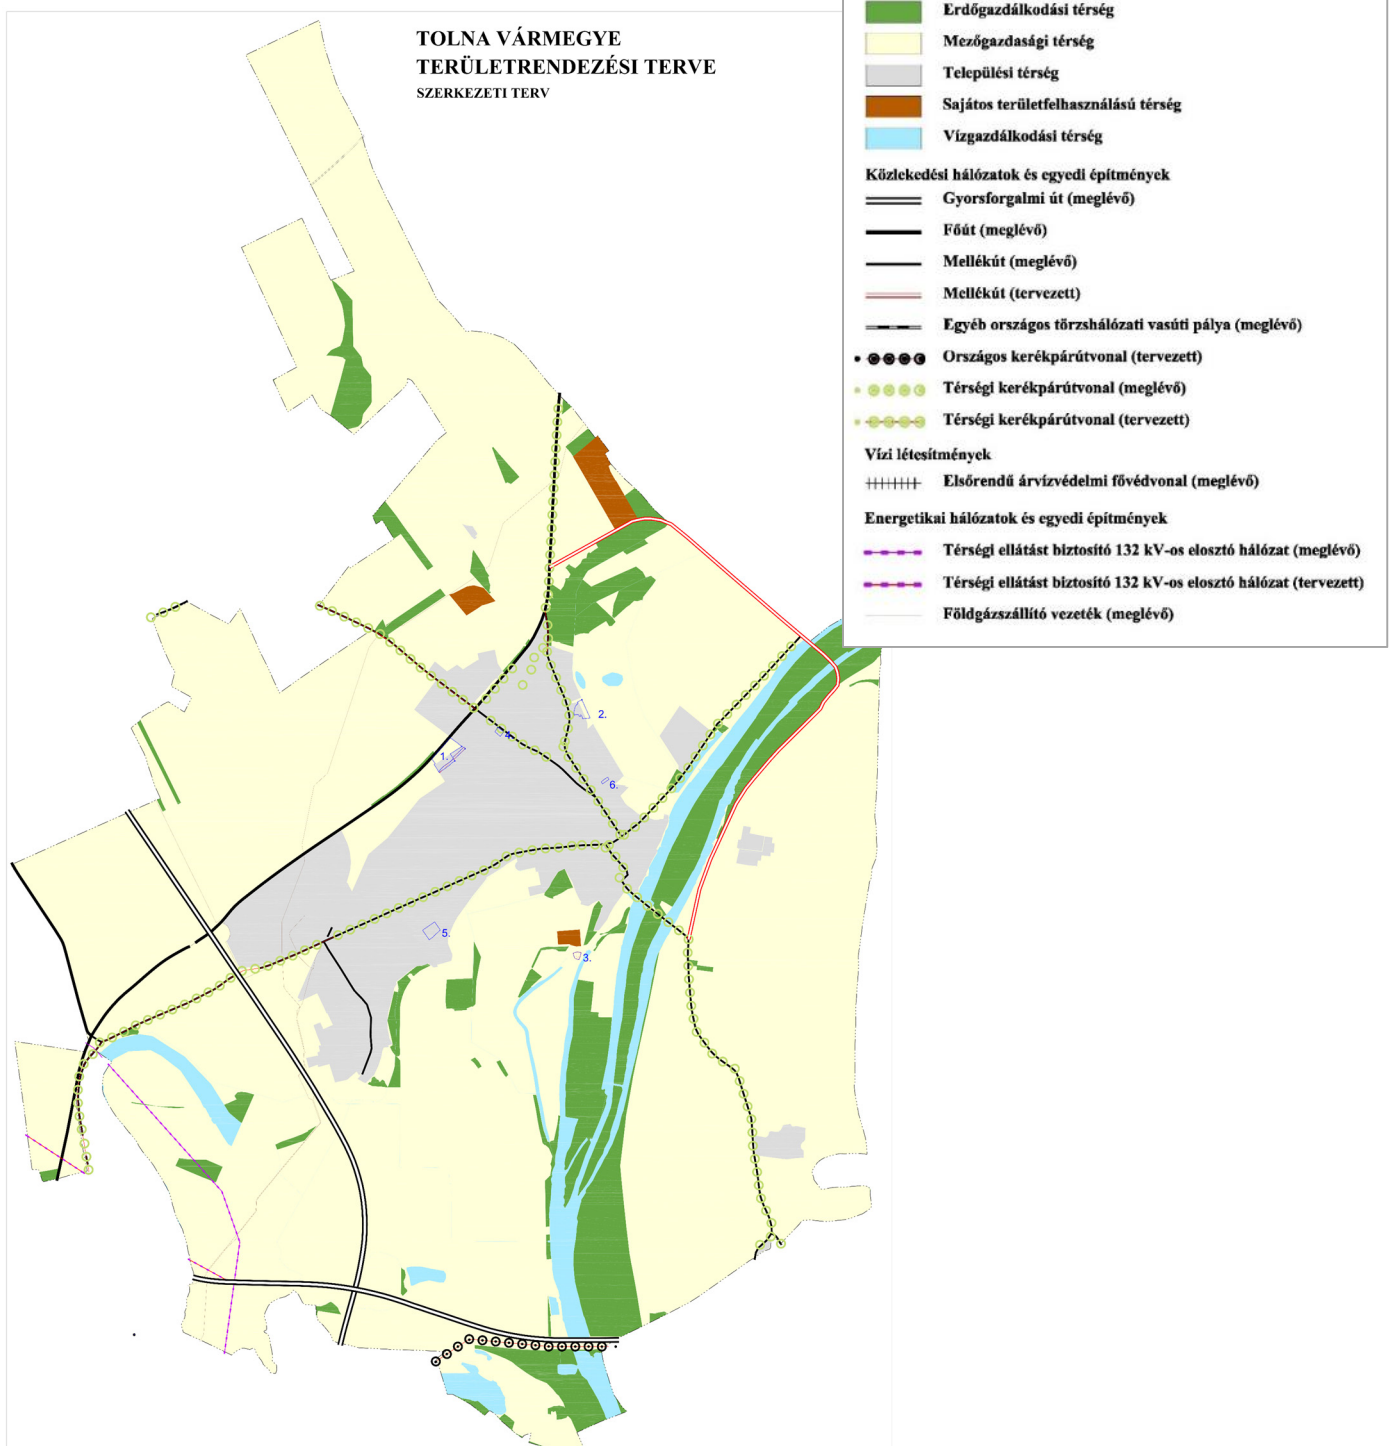 TOLNA VÁRMEGYE
TERÜLETRENDEZÉSI TERVE
SZERKEZETI TERV
Erdőgazdálkodási térség
Mezőgazdasági térség
Települési térség
Sajátos területfelhasználású térség
Vízgazdálkodási térség
Közlekedési hálózatok és egyedi építmények
Gyorsforgalmi út (meglévő)
Főút (meglévő)
Mellékút (meglévő)
Mellékút (tervezett)
Egyéb országos törzshálózati vasúti pálya (meglévő)
Országos kerékpárútvonal (tervezett)
Térségi kerékpárútvonal (meglévő)
Térségi kerékpárútvonal (tervezett)
Vízi létesítmények
Elsőrendű árvízvédelmi fővédvonal (meglévő)
Energetikai hálózatok és egyedi építmények
Térségi ellátást biztosító 132 kV-os elosztó hálózat (meglévő)
Térségi ellátást biztosító 132 kV-os elosztó hálózat (tervezett)
Földgázszállító vezeték (meglévő)
2.
4.
1.
6.
5.
3.